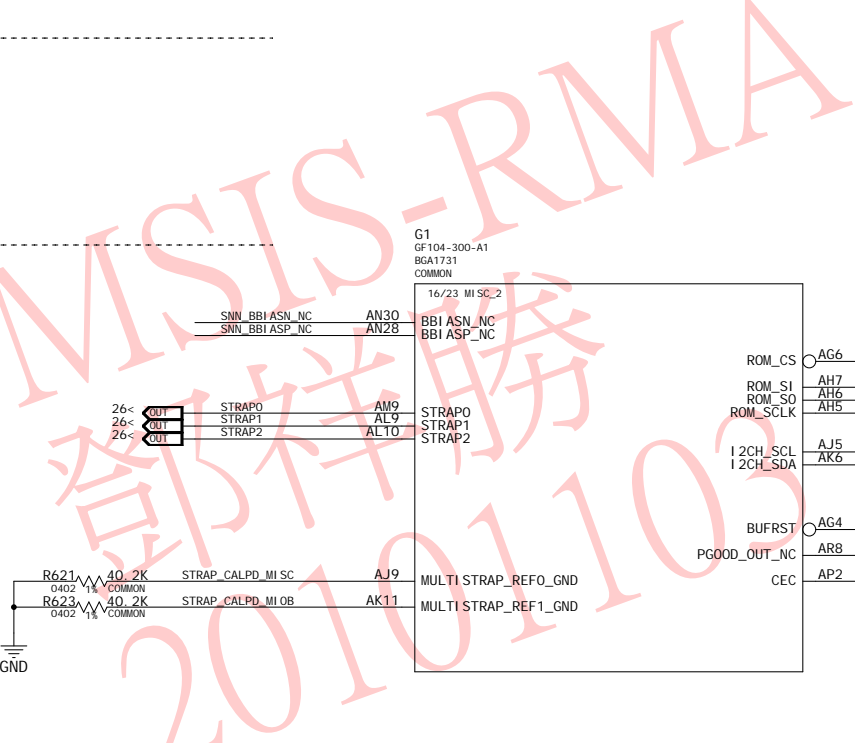 MSIS-RMA
鄧祥勝
20101103
G1
GF104-300-A1
BGA1731
COMMON
16/23 MISC_2
SNN_BBIASN_NC AN30 BBIASN_NC
SNN_BBIASP_NC AN28 BBIASP_NC
ROM_CS AG6
ROM_SI AH7
ROM_SO AH6
ROM_SCLK AH5
26< OUT STRAP0 AM9 STRAP0
26< OUT STRAP1 AL9 STRAP1
26< OUT STRAP2 AL10 STRAP2
I2CH_SCL AJ5
I2CH_SDA AK6
BUFRST AG4
PGOOD_OUT_NC AR8
CEC AP2
R621 40.2K STRAP_CALPD_MISC AJ9 MULTISTRAP_REF0_GND
0402 1% COMMON
R623 40.2K STRAP_CALPD_MIOB AK11 MULTISTRAP_REF1_GND
0402 1% COMMON
GND